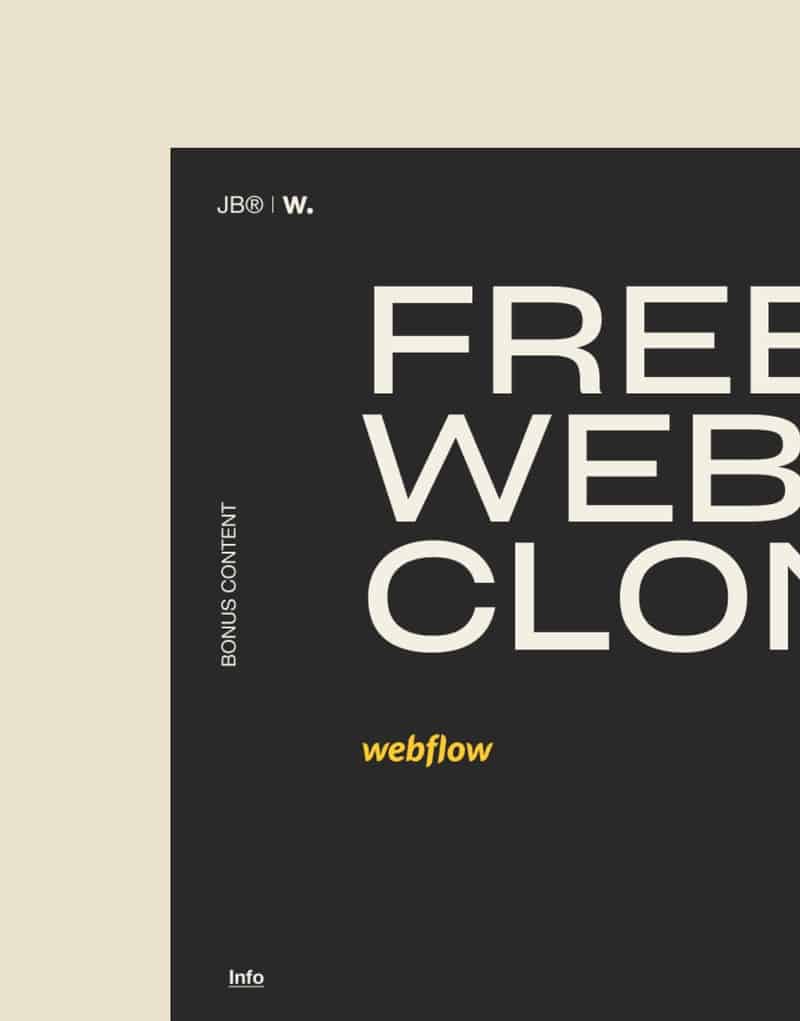 JB® | W.
FREE
WEB
CLON
BONUS CONTENT
webflow
Info